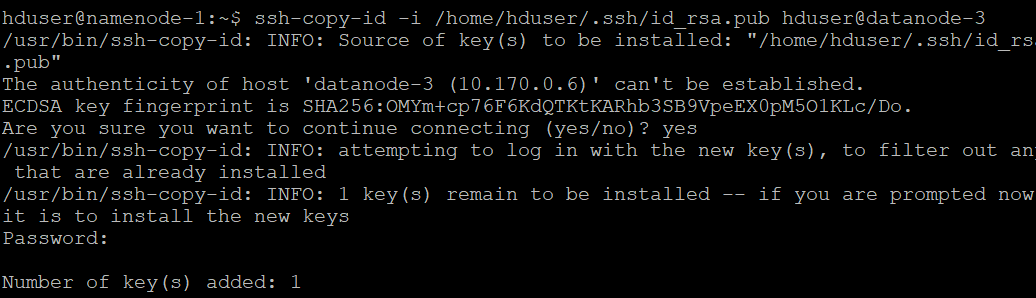 hduser@namenode-1:~$ ssh-copy-id -i /home/hduser/.ssh/id_rsa.pub hduser@datanode-3
/usr/bin/ssh-copy-id: INFO: Source of key(s) to be installed: "/home/hduser/.ssh/id_rsa
.pub"
The authenticity of host 'datanode-3 (10.170.0.6)' can't be established.
ECDSA key fingerprint is SHA256:OMYm+cp76F6KdQTKtKARhb3SB9VpeEX0pM5O1KLc/Do.
Are you sure you want to continue connecting (yes/no)? yes
/usr/bin/ssh-copy-id: INFO: attempting to log in with the new key(s), to filter out an
that are already installed
/usr/bin/ssh-copy-id: INFO: 1 key(s) remain to be installed -- if you are prompted now
it is to install the new keys
Password:
Number of key(s) added: 1